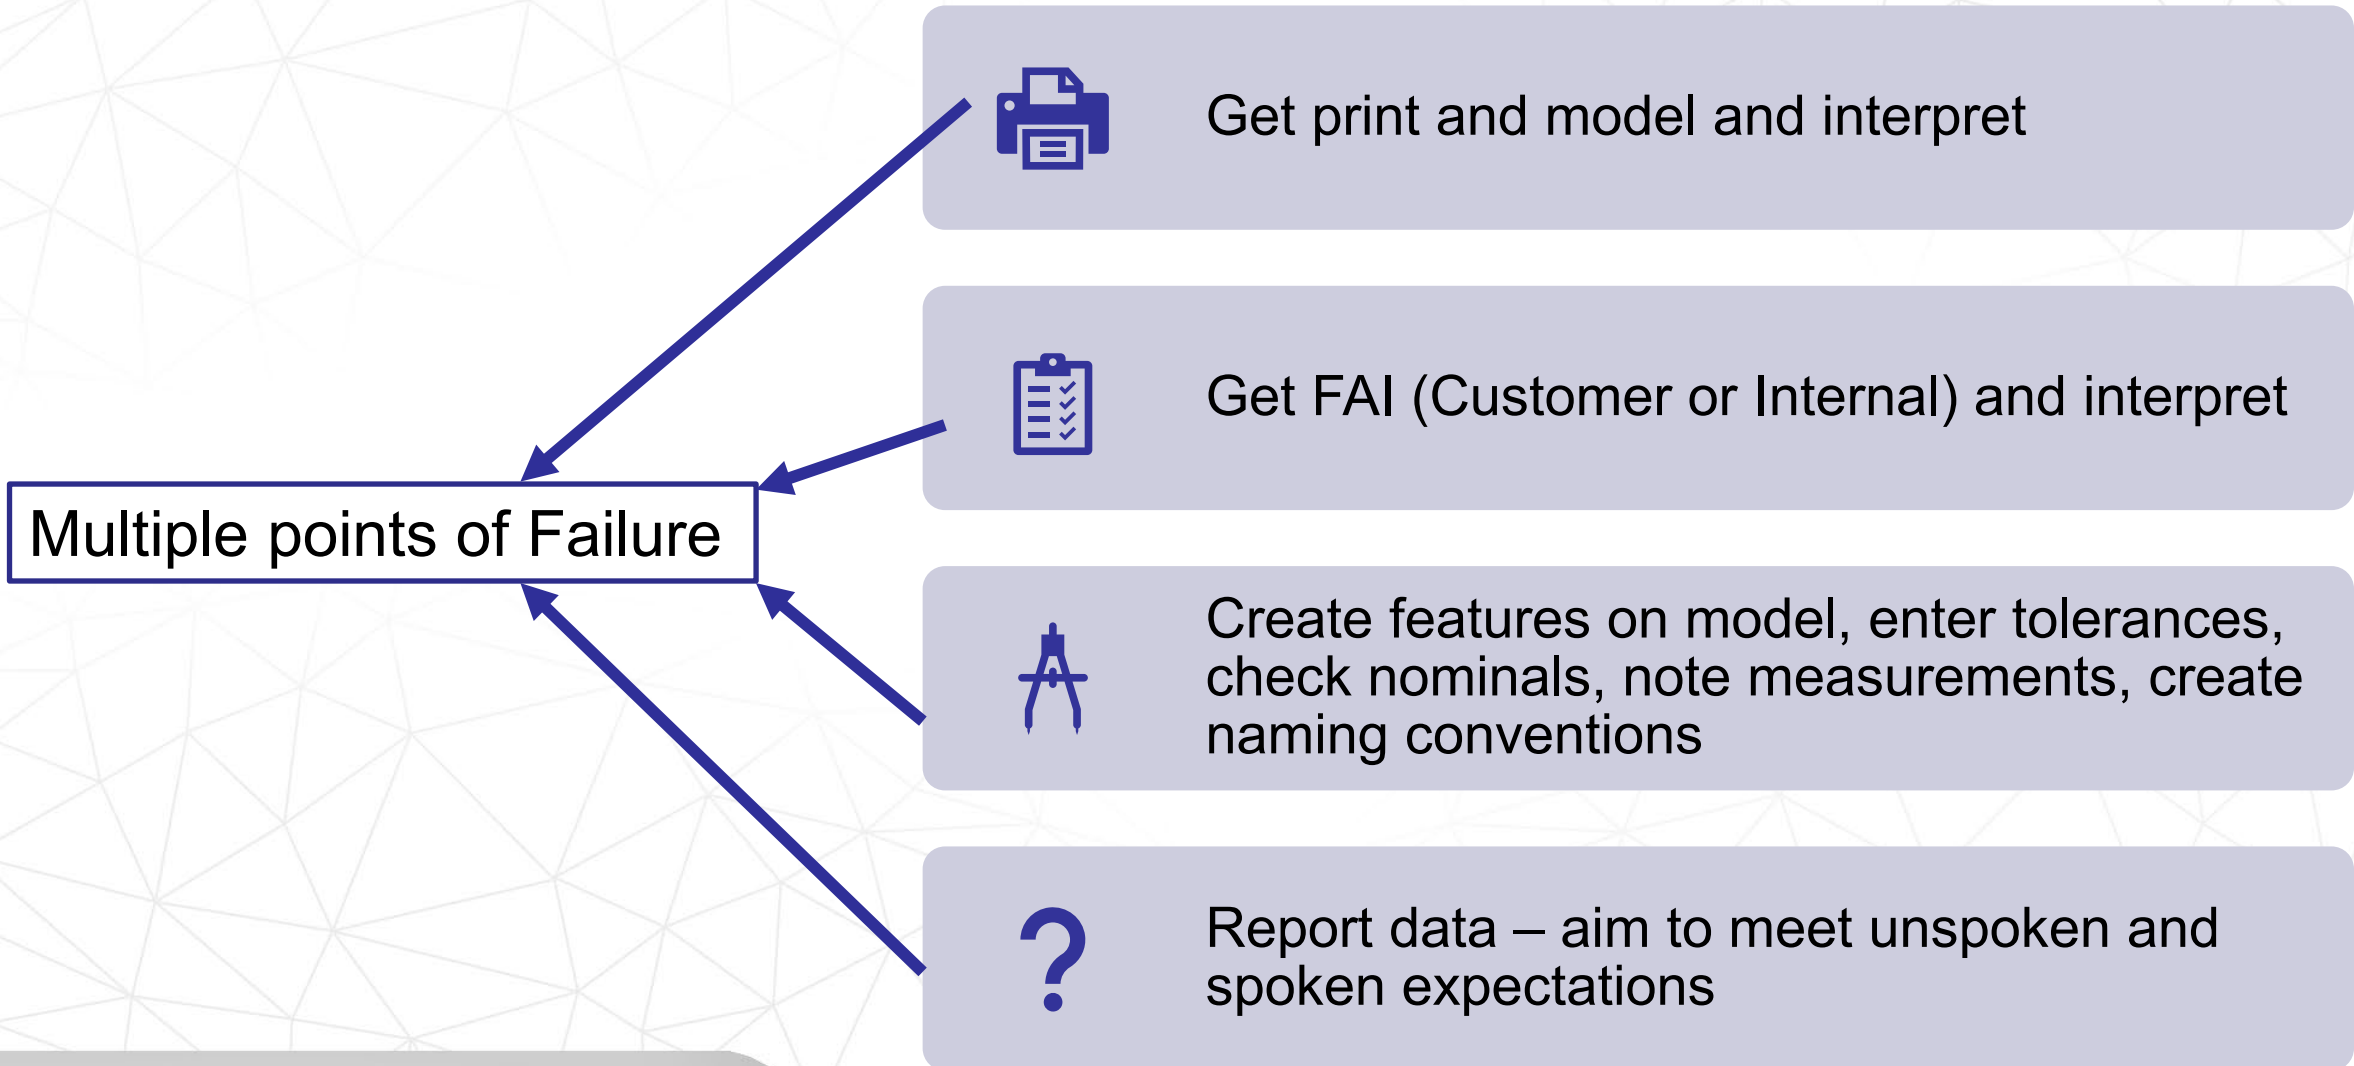 Get print and model and interpret
Get FAI (Customer or Internal) and interpret
Multiple points of Failure
Create features on model, enter tolerances,
check nominals, note measurements, create
naming conventions
Report data – aim to meet unspoken and
spoken expectations